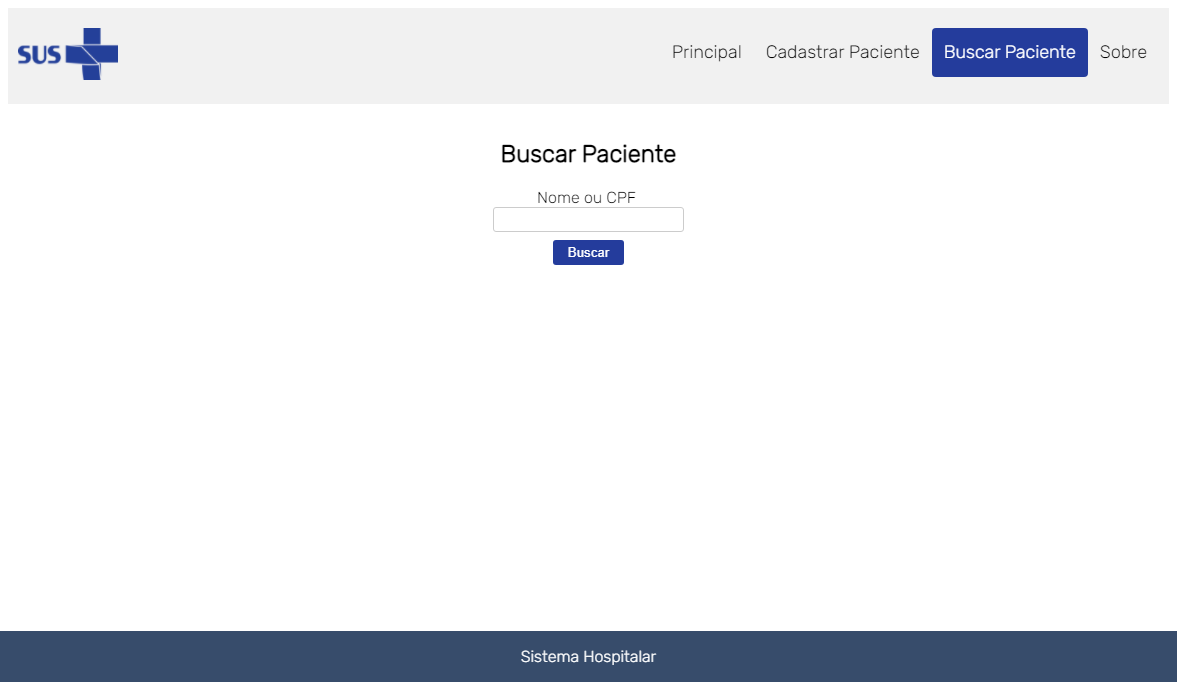 SUS
Principal Cadastrar Paciente Buscar Paciente Sobre
Buscar Paciente
Nome ou CPF
Buscar
Sistema Hospitalar